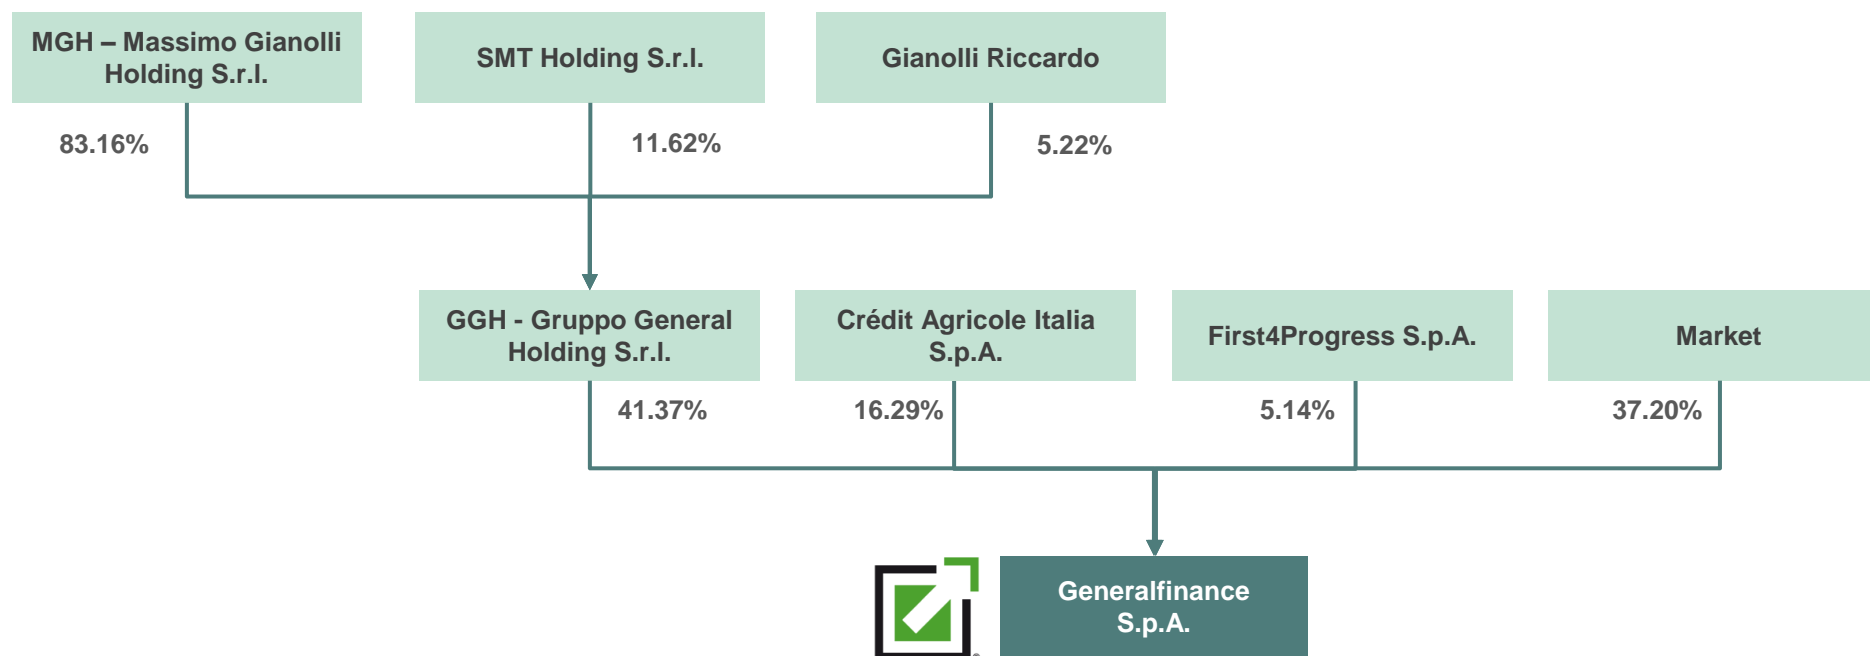 MGH – Massimo Gianolli
Holding S.r.l.
SMT Holding S.r.l.
Gianolli Riccardo
83.16%
11.62%
5.22%
GGH - Gruppo General
Holding S.r.l.
Crédit Agricole Italia
S.p.A.
First4Progress S.p.A.
Market
41.37%
16.29%
5.14%
37.20%
Generalfinance
S.p.A.